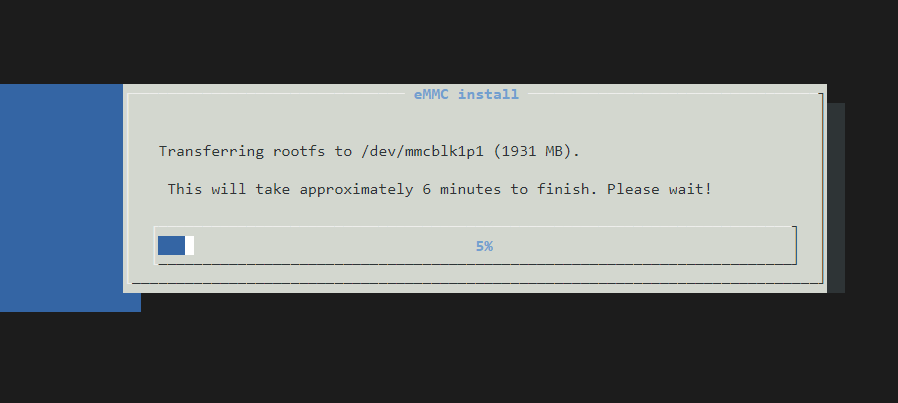 eMMC install
Transferring rootfs to /dev/mmcblk1p1 (1931 MB).
This will take approximately 6 minutes to finish. Please wait!
5%